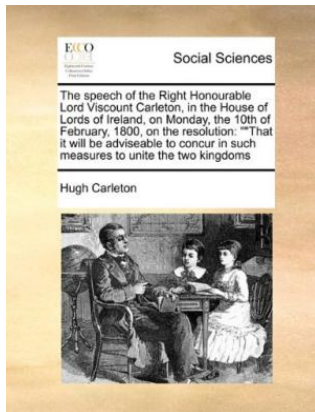 ECCO
Social Sciences
The speech of the Right Honourable
Lord Viscount Carleton, in the House of
Lords of Ireland, on Monday, the 10th of
February, 1800, on the resolution: ""That
it will be adviseable to concur in such
measures to unite the two kingdoms
Hugh Carleton